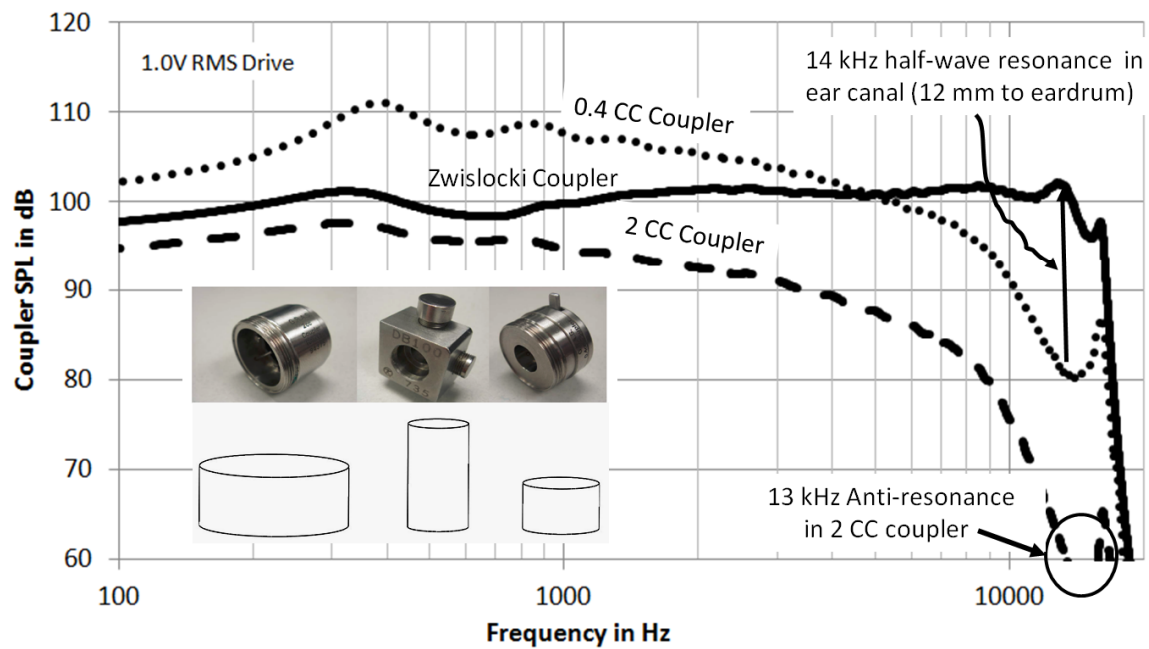 120
110
100
90
80
70
60
Coupler SPL in dB
1.0V RMS Drive
14 kHz half-wave resonance in
ear canal (12 mm to eardrum)
0.4 CC Coupler
Zwislocki Coupler
2 CC Coupler
DB100
735
13 kHz Anti-resonance
in 2 CC coupler
100
1000
10000
Frequency in Hz